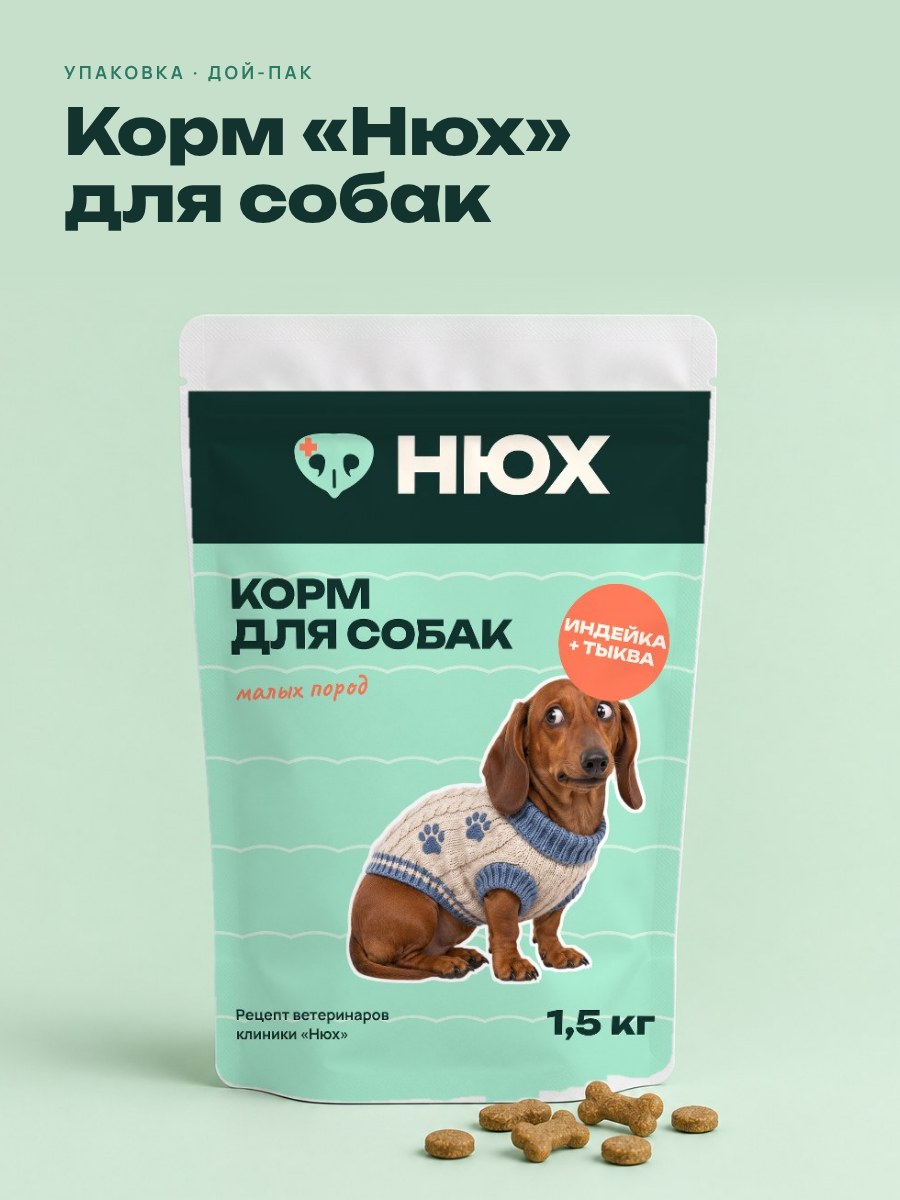 УПАКОВКА · ДОЙ-ПАК
Корм «Нюх»
для собак
НЮХ
КОРМ
ДЛЯ СОБАК
малых пород
ИНДЕЙКА
+ ТЫКВА
Рецепт ветеринаров
клиники «Нюх»
1,5 кг